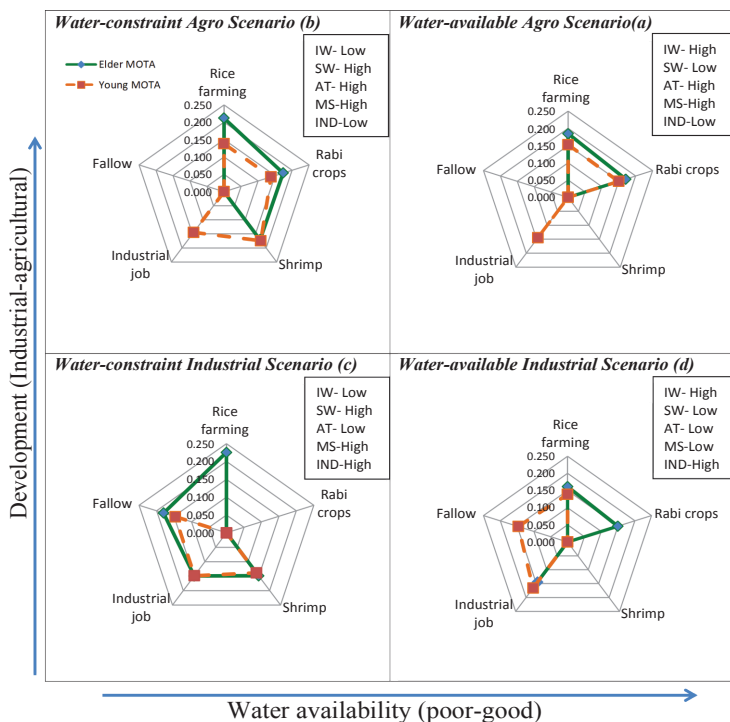 Water-constraint Agro Scenario (b)
IW- Low
SW- High
AT- High
MS-High
IND-Low
Elder MOTA
Young MOTA
Rice
farming
0.250
0.200
0.150
0.100
0.050
0.000
Rabi crops
Shrimp
Industrial
job
Fallow
Water-available Agro Scenario(a)
IW- High
SW- Low
AT- High
MS-High
IND-Low
Rice
farming
0.250
0.200
0.150
0.100
0.050
0.000
Rabi crops
Shrimp
Industrial
job
Fallow
Water-constraint Industrial Scenario (c)
IW- Low
SW- High
AT- Low
MS-High
IND-High
Rice
farming
0.250
0.200
0.150
0.100
0.050
0.000
Rabi
crops
Shrimp
Industrial
job
Fallow
Water-available Industrial Scenario (d)
IW- High
SW- Low
AT- Low
MS-Low
IND-High
Rice
farming
0.250
0.200
0.150
0.100
0.050
0.000
Rabi crops
Shrimp
Industrial
job
Fallow
Development (Industrial-agricultural)
Water availability (poor-good)